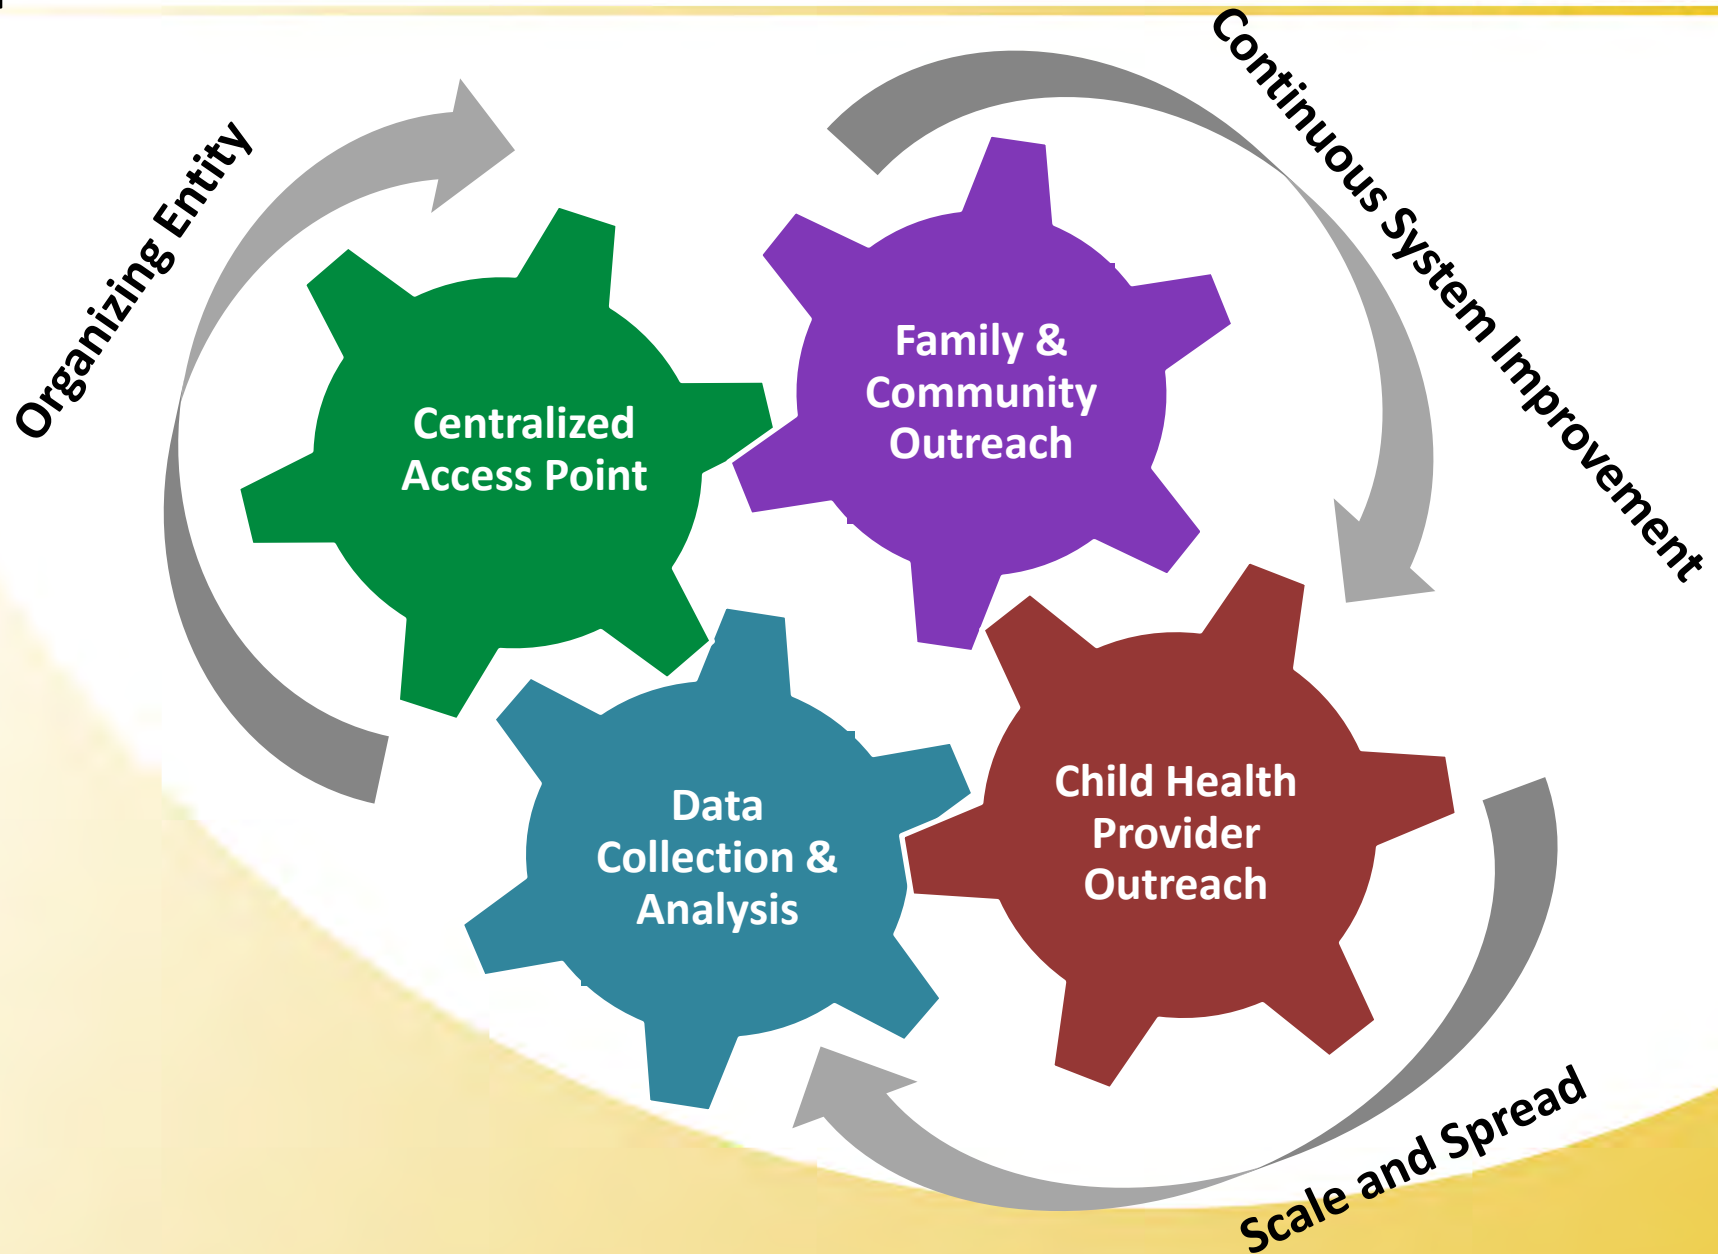 Organizing Entity
Continuous System Improvement
Centralized
Access Point
Family &
Community
Outreach
Data
Collection &
Analysis
Child Health
Provider
Outreach
Scale and Spread